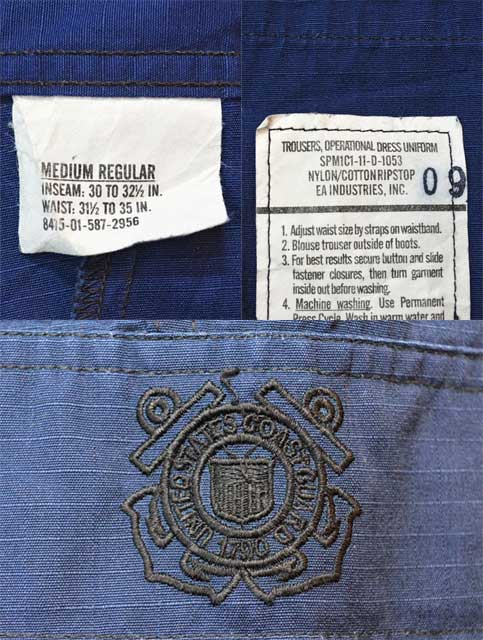 MEDIUM REGULAR
INSEAM: 30 TO 32½ IN.
WAIST: 31½ TO 35 IN.
8415-01-587-2956
TROUSERS, OPERATIONAL DRESS UNIFORM
SPM1C1-11-D-1053
NYLON/COTTON RIPSTOP
EA INDUSTRIES, INC.
09
1. Adjust waist size by straps on waistband.
2. Blouse trouser outside of boots.
3. For best results secure button and slide
fastener closures, then turn garment
inside out before washing.
4. Machine washing. Use Permanent
Press Cycle. Wash in warm water and
UNITED STATES COAST GUARD
1790